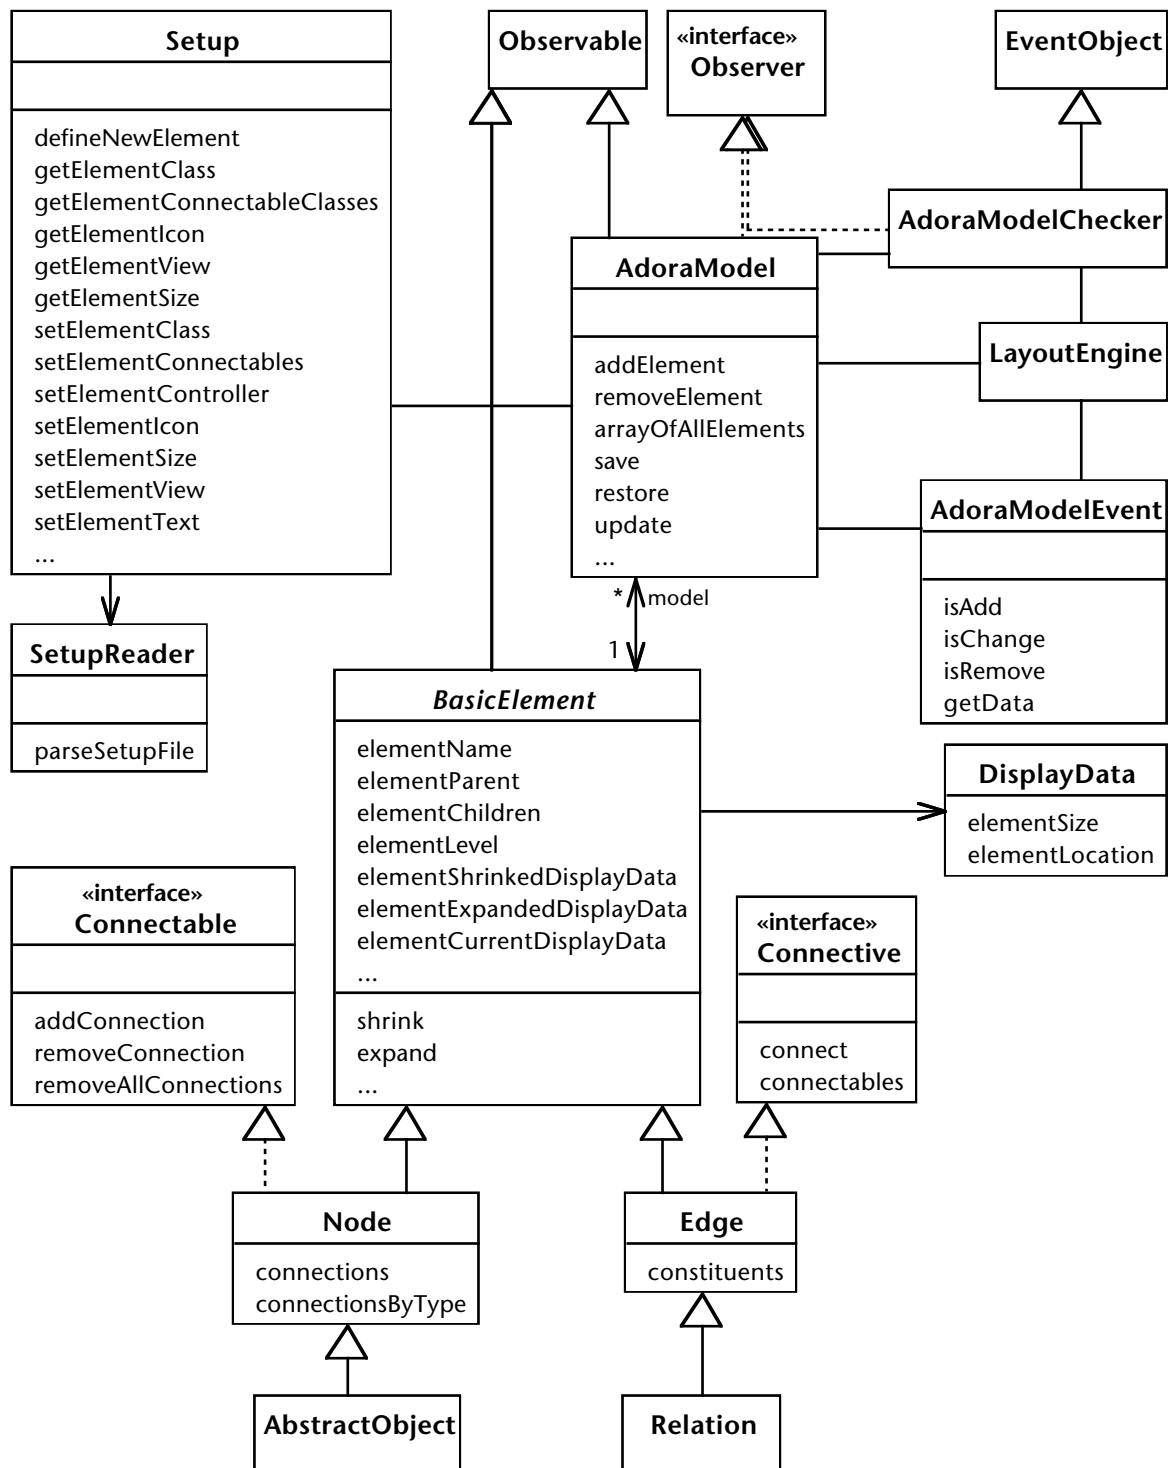 Setup
defineNewElement
getElementClass
getElementConnectableClasses
getElementIcon
getElementView
getElementSize
setElementClass
setElementConnectables
setElementController
setElementIcon
setElementSize
setElementView
setElementText
...
Observable
«interface»
Observer
EventObject
AdoraModelChecker
AdoraModel
addElement
removeElement
arrayOfAllElements
save
restore
update
...
LayoutEngine
AdoraModelEvent
isAdd
isChange
isRemove
getData
* model
1
SetupReader
parseSetupFile
BasicElement
elementName
elementParent
elementChildren
elementLevel
elementShrinkedDisplayData
elementExpandedDisplayData
elementCurrentDisplayData
...
shrink
expand
...
DisplayData
elementSize
elementLocation
«interface»
Connectable
addConnection
removeConnection
removeAllConnections
«interface»
Connective
connect
connectables
Node
connections
connectionsByType
Edge
constituents
AbstractObject
Relation